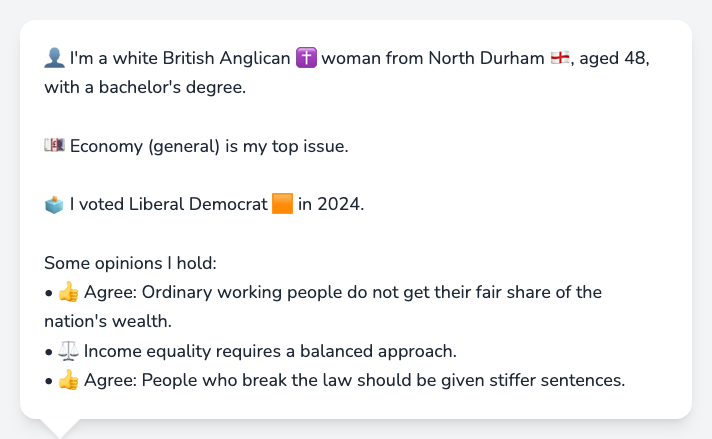 👤 I'm a white British Anglican ✝️ woman from North Durham 🏴󠁧󠁢󠁥󠁮󠁧󠁿, aged 48,
with a bachelor's degree.
💷 Economy (general) is my top issue.
🗳️ I voted Liberal Democrat 🟧 in 2024.
Some opinions I hold:
• 👍 Agree: Ordinary working people do not get their fair share of the
nation's wealth.
• ⚖️ Income equality requires a balanced approach.
• 👍 Agree: People who break the law should be given stiffer sentences.